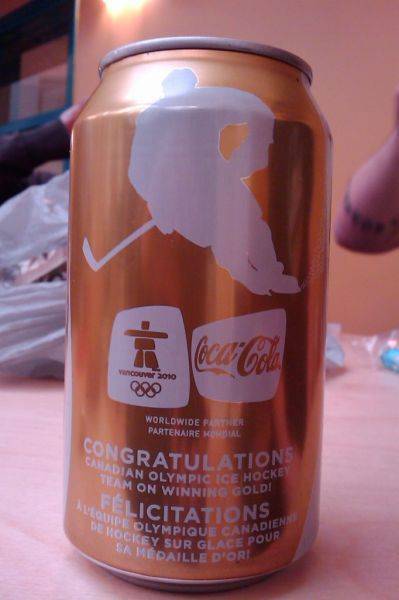 vancouver 2010
Coca-Cola
WORLDWIDE PARTNER
PARTENAIRE MONDIAL
CONGRATULATIONS
CANADIAN OLYMPIC ICE HOCKEY
TEAM ON WINNING GOLD!
FÉLICITATIONS
À L'ÉQUIPE OLYMPIQUE CANADIENNE
DE HOCKEY SUR GLACE POUR
SA MÉDAILLE D'OR!